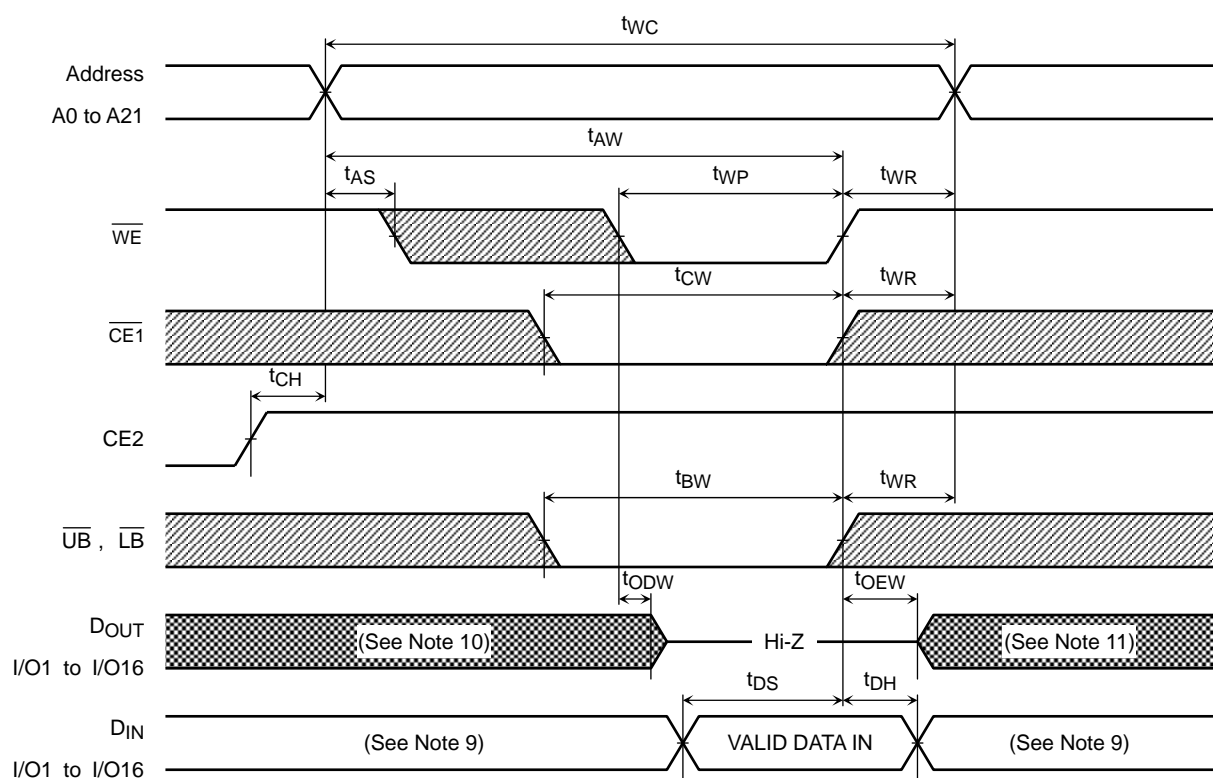 tWC
Address
A0 to A21
tAW
tAS
tWP
tWR
WE
tCW
tWR
CE1
tCH
CE2
tBW
tWR
UB , LB
tODW
tOEW
DOUT
I/O1 to I/O16
(See Note 10)
Hi-Z
(See Note 11)
tDS
tDH
DIN
I/O1 to I/O16
(See Note 9)
VALID DATA IN
(See Note 9)